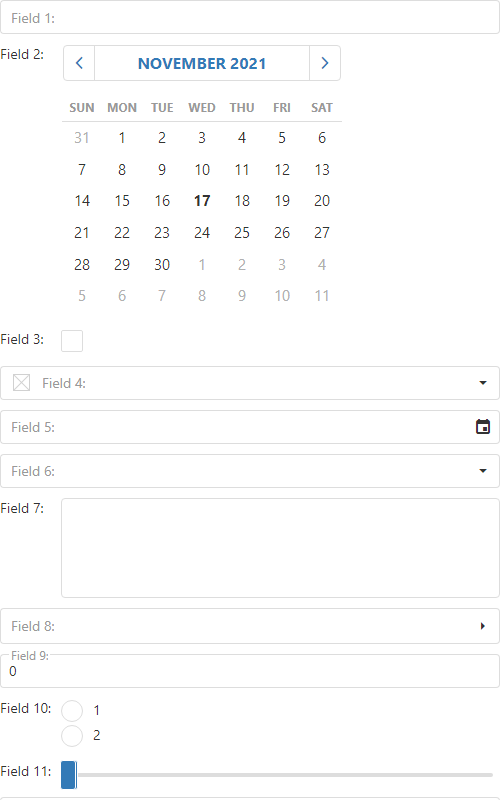 Field 1:
Field 2:
NOVEMBER 2021
SUN MON TUE WED THU FRI SAT
31 1 2 3 4 5 6
7 8 9 10 11 12 13
14 15 16 17 18 19 20
21 22 23 24 25 26 27
28 29 30 1 2 3 4
5 6 7 8 9 10 11
Field 3:
Field 4:
Field 5:
Field 6:
Field 7:
Field 8:
Field 9:
0
Field 10:
1
2
Field 11: